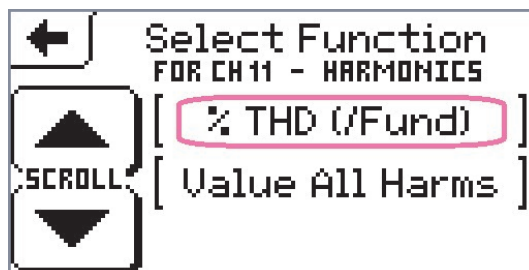 Select Function
FOR CH 11 - HARMONICS
[ % THD (/Fund) ]
SCROLL
[ Value All Harms ]